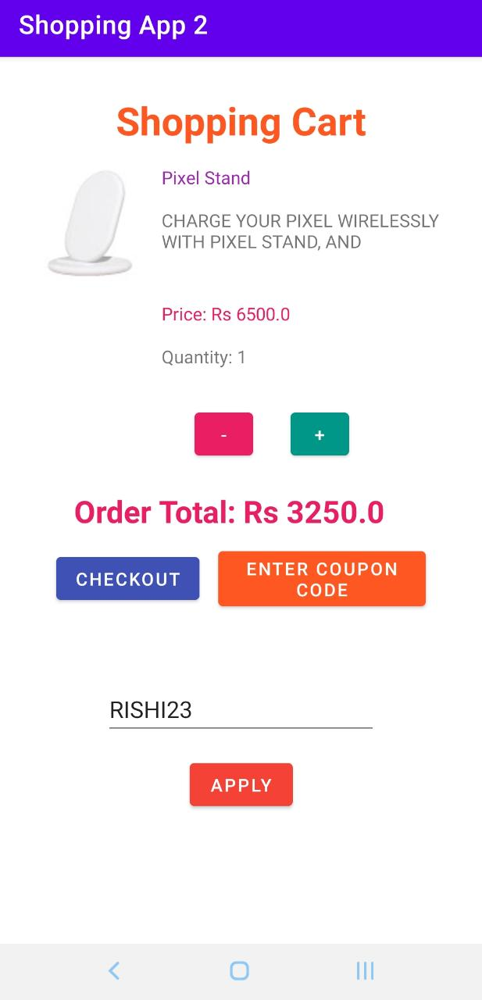 Shopping App 2
Shopping Cart
Pixel Stand
CHARGE YOUR PIXEL WIRELESSLY
WITH PIXEL STAND, AND
Price: Rs 6500.0
Quantity: 1
- +
Order Total: Rs 3250.0
CHECKOUT
ENTER COUPON
CODE
RISHI23
APPLY